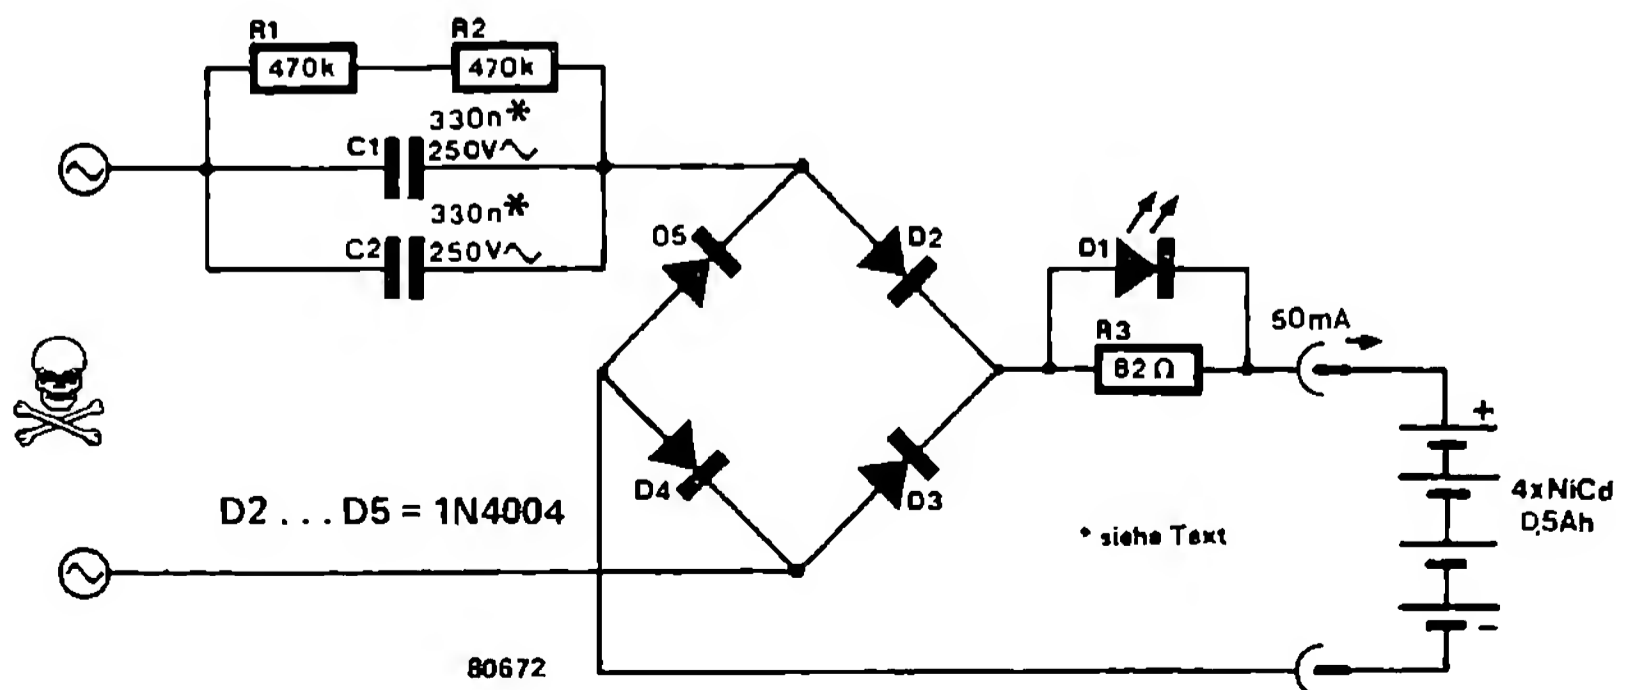 R1
R2
470k
470k
330n*
C1
250V~
330n*
C2
250V~
D5
D2
D1
50mA
R3
82Ω
+
D4
D3
4xNiCd
0,5Ah
D2 . . . D5 = 1N4004
* siehe Text
-
80672